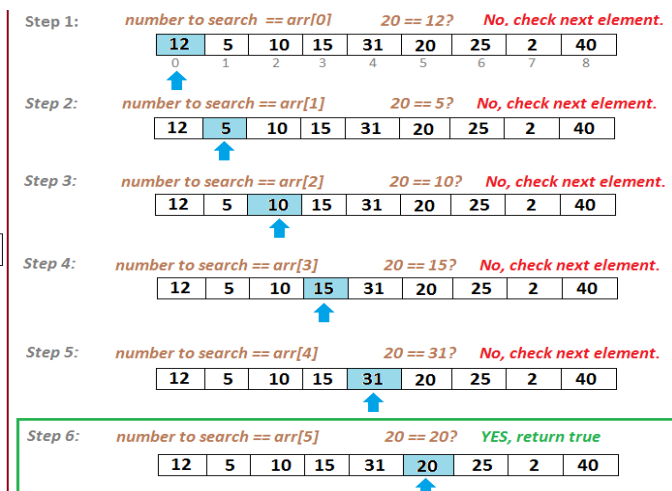 Step 1: number to search == arr[0] 20 == 12? No. check next element.
12 5 10 15 31 20 25 2 40
0 1 2 3 4 5 6 7 8
Step 2: number to search == arr[1] 20 == 5? No, check next element.
12 5 10 15 31 20 25 2 40
Step 3: number to search == arr[2] 20 == 10? No, check next element.
12 5 10 15 31 20 25 2 40
Step 4: number to search == arr[3] 20 == 15? No, check next element.
12 5 10 15 31 20 25 2 40
Step 5: number to search == arr[4] 20 == 31? No, check next element.
12 5 10 15 31 20 25 2 40
Step 6: number to search == arr[5] 20 == 20? YES, return true
12 5 10 15 31 20 25 2 40